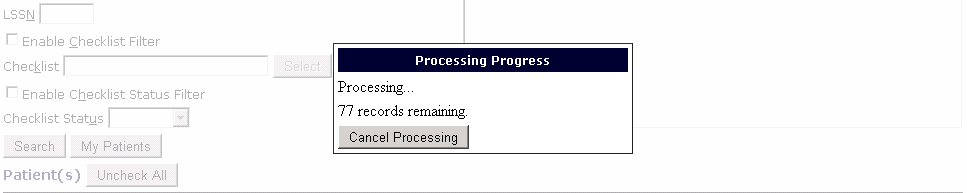 LSSN
Enable Checklist Filter
Checklist Select
Enable Checklist Status Filter
Checklist Status
Search My Patients
Patient(s) Uncheck All
Processing Progress
Processing...
77 records remaining.
Cancel Processing